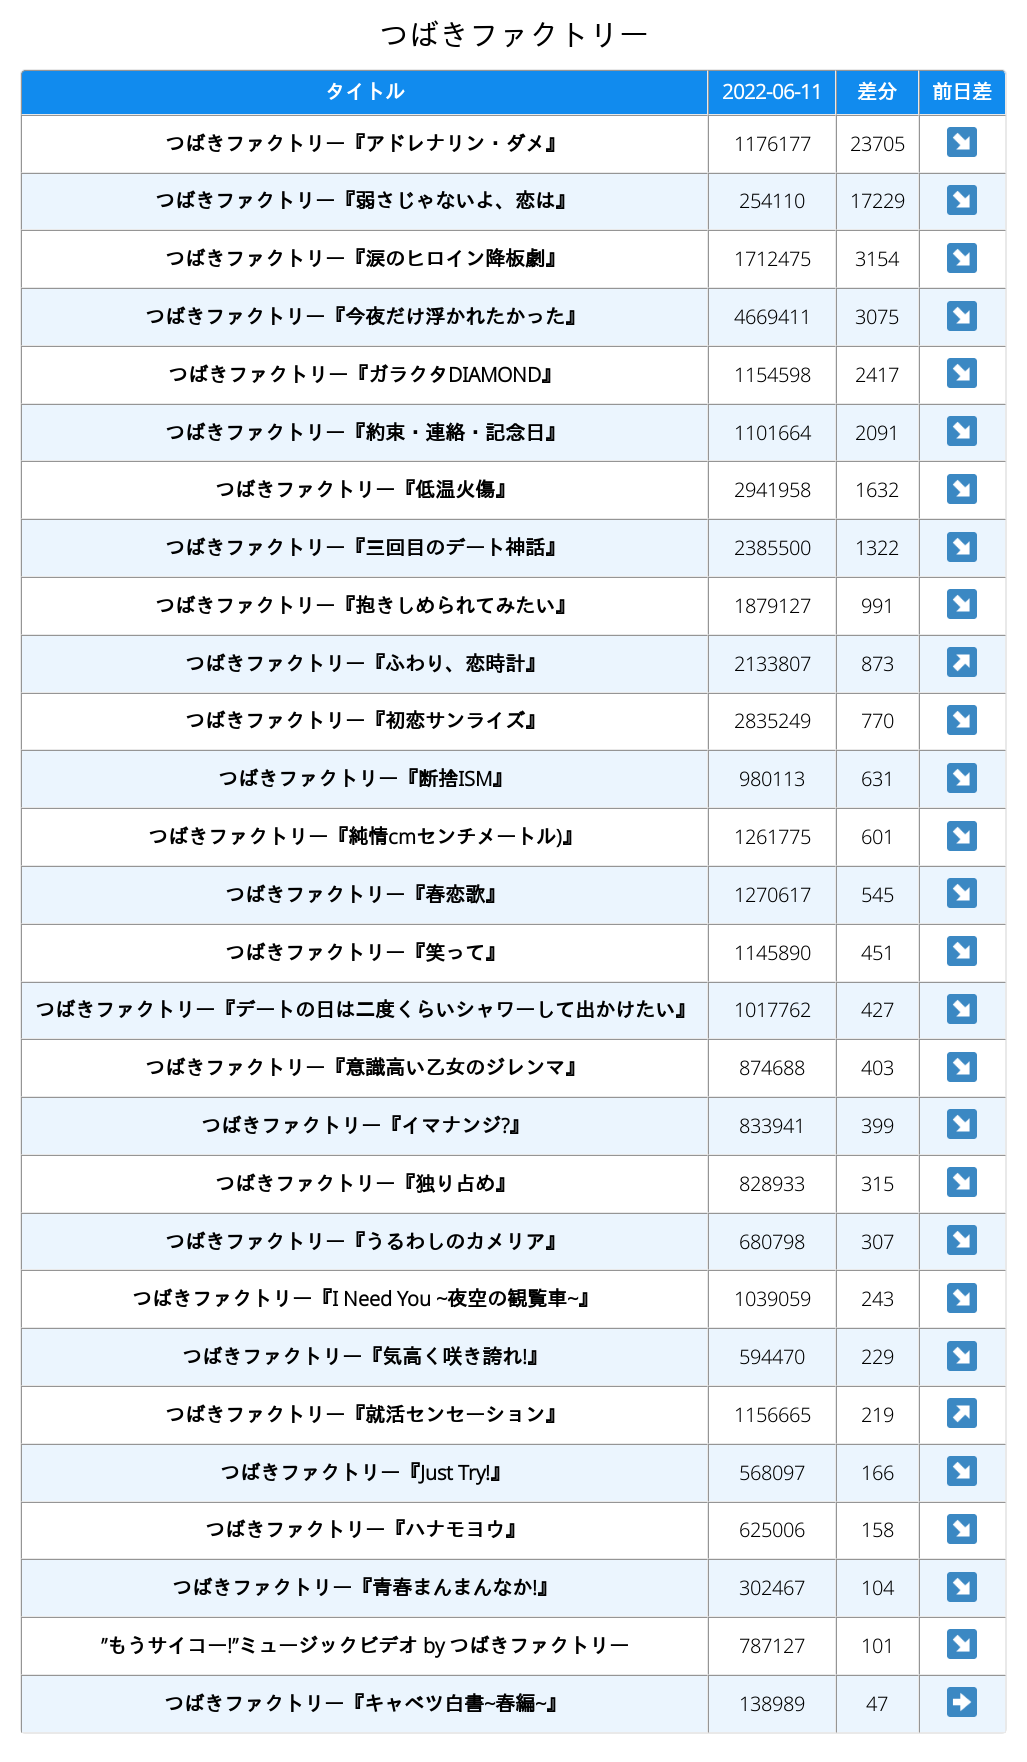 つばきファクトリー
タイトル 2022-06-11 差分 前日差
つばきファクトリー『アドレナリン・ダメ』 1176177 23705
つばきファクトリー『弱さじゃないよ、恋は』 254110 17229
つばきファクトリー『涙のヒロイン降板劇』 1712475 3154
つばきファクトリー『今夜だけ浮かれたかった』 4669411 3075
つばきファクトリー『ガラクタDIAMOND』 1154598 2417
つばきファクトリー『約束・連絡・記念日』 1101664 2091
つばきファクトリー『低温火傷』 2941958 1632
つばきファクトリー『三回目のデート神話』 2385500 1322
つばきファクトリー『抱きしめられてみたい』 1879127 991
つばきファクトリー『ふわり、恋時計』 2133807 873
つばきファクトリー『初恋サンライズ』 2835249 770
つばきファクトリー『断捨ISM』 980113 631
つばきファクトリー『純情cmセンチメートル)』 1261775 601
つばきファクトリー『春恋歌』 1270617 545
つばきファクトリー『笑って』 1145890 451
つばきファクトリー『デートの日は二度くらいシャワーして出かけたい』 1017762 427
つばきファクトリー『意識高い乙女のジレンマ』 874688 403
つばきファクトリー『イマナンジ?』 833941 399
つばきファクトリー『独り占め』 828933 315
つばきファクトリー『うるわしのカメリア』 680798 307
つばきファクトリー『I Need You ~夜空の観覧車~』 1039059 243
つばきファクトリー『気高く咲き誇れ!』 594470 229
つばきファクトリー『就活センセーション』 1156665 219
つばきファクトリー『Just Try!』 568097 166
つばきファクトリー『ハナモヨウ』 625006 158
つばきファクトリー『青春まんまんなか!』 302467 104
”もうサイコー!”ミュージックビデオ by つばきファクトリー 787127 101
つばきファクトリー『キャベツ白書~春編~』 138989 47